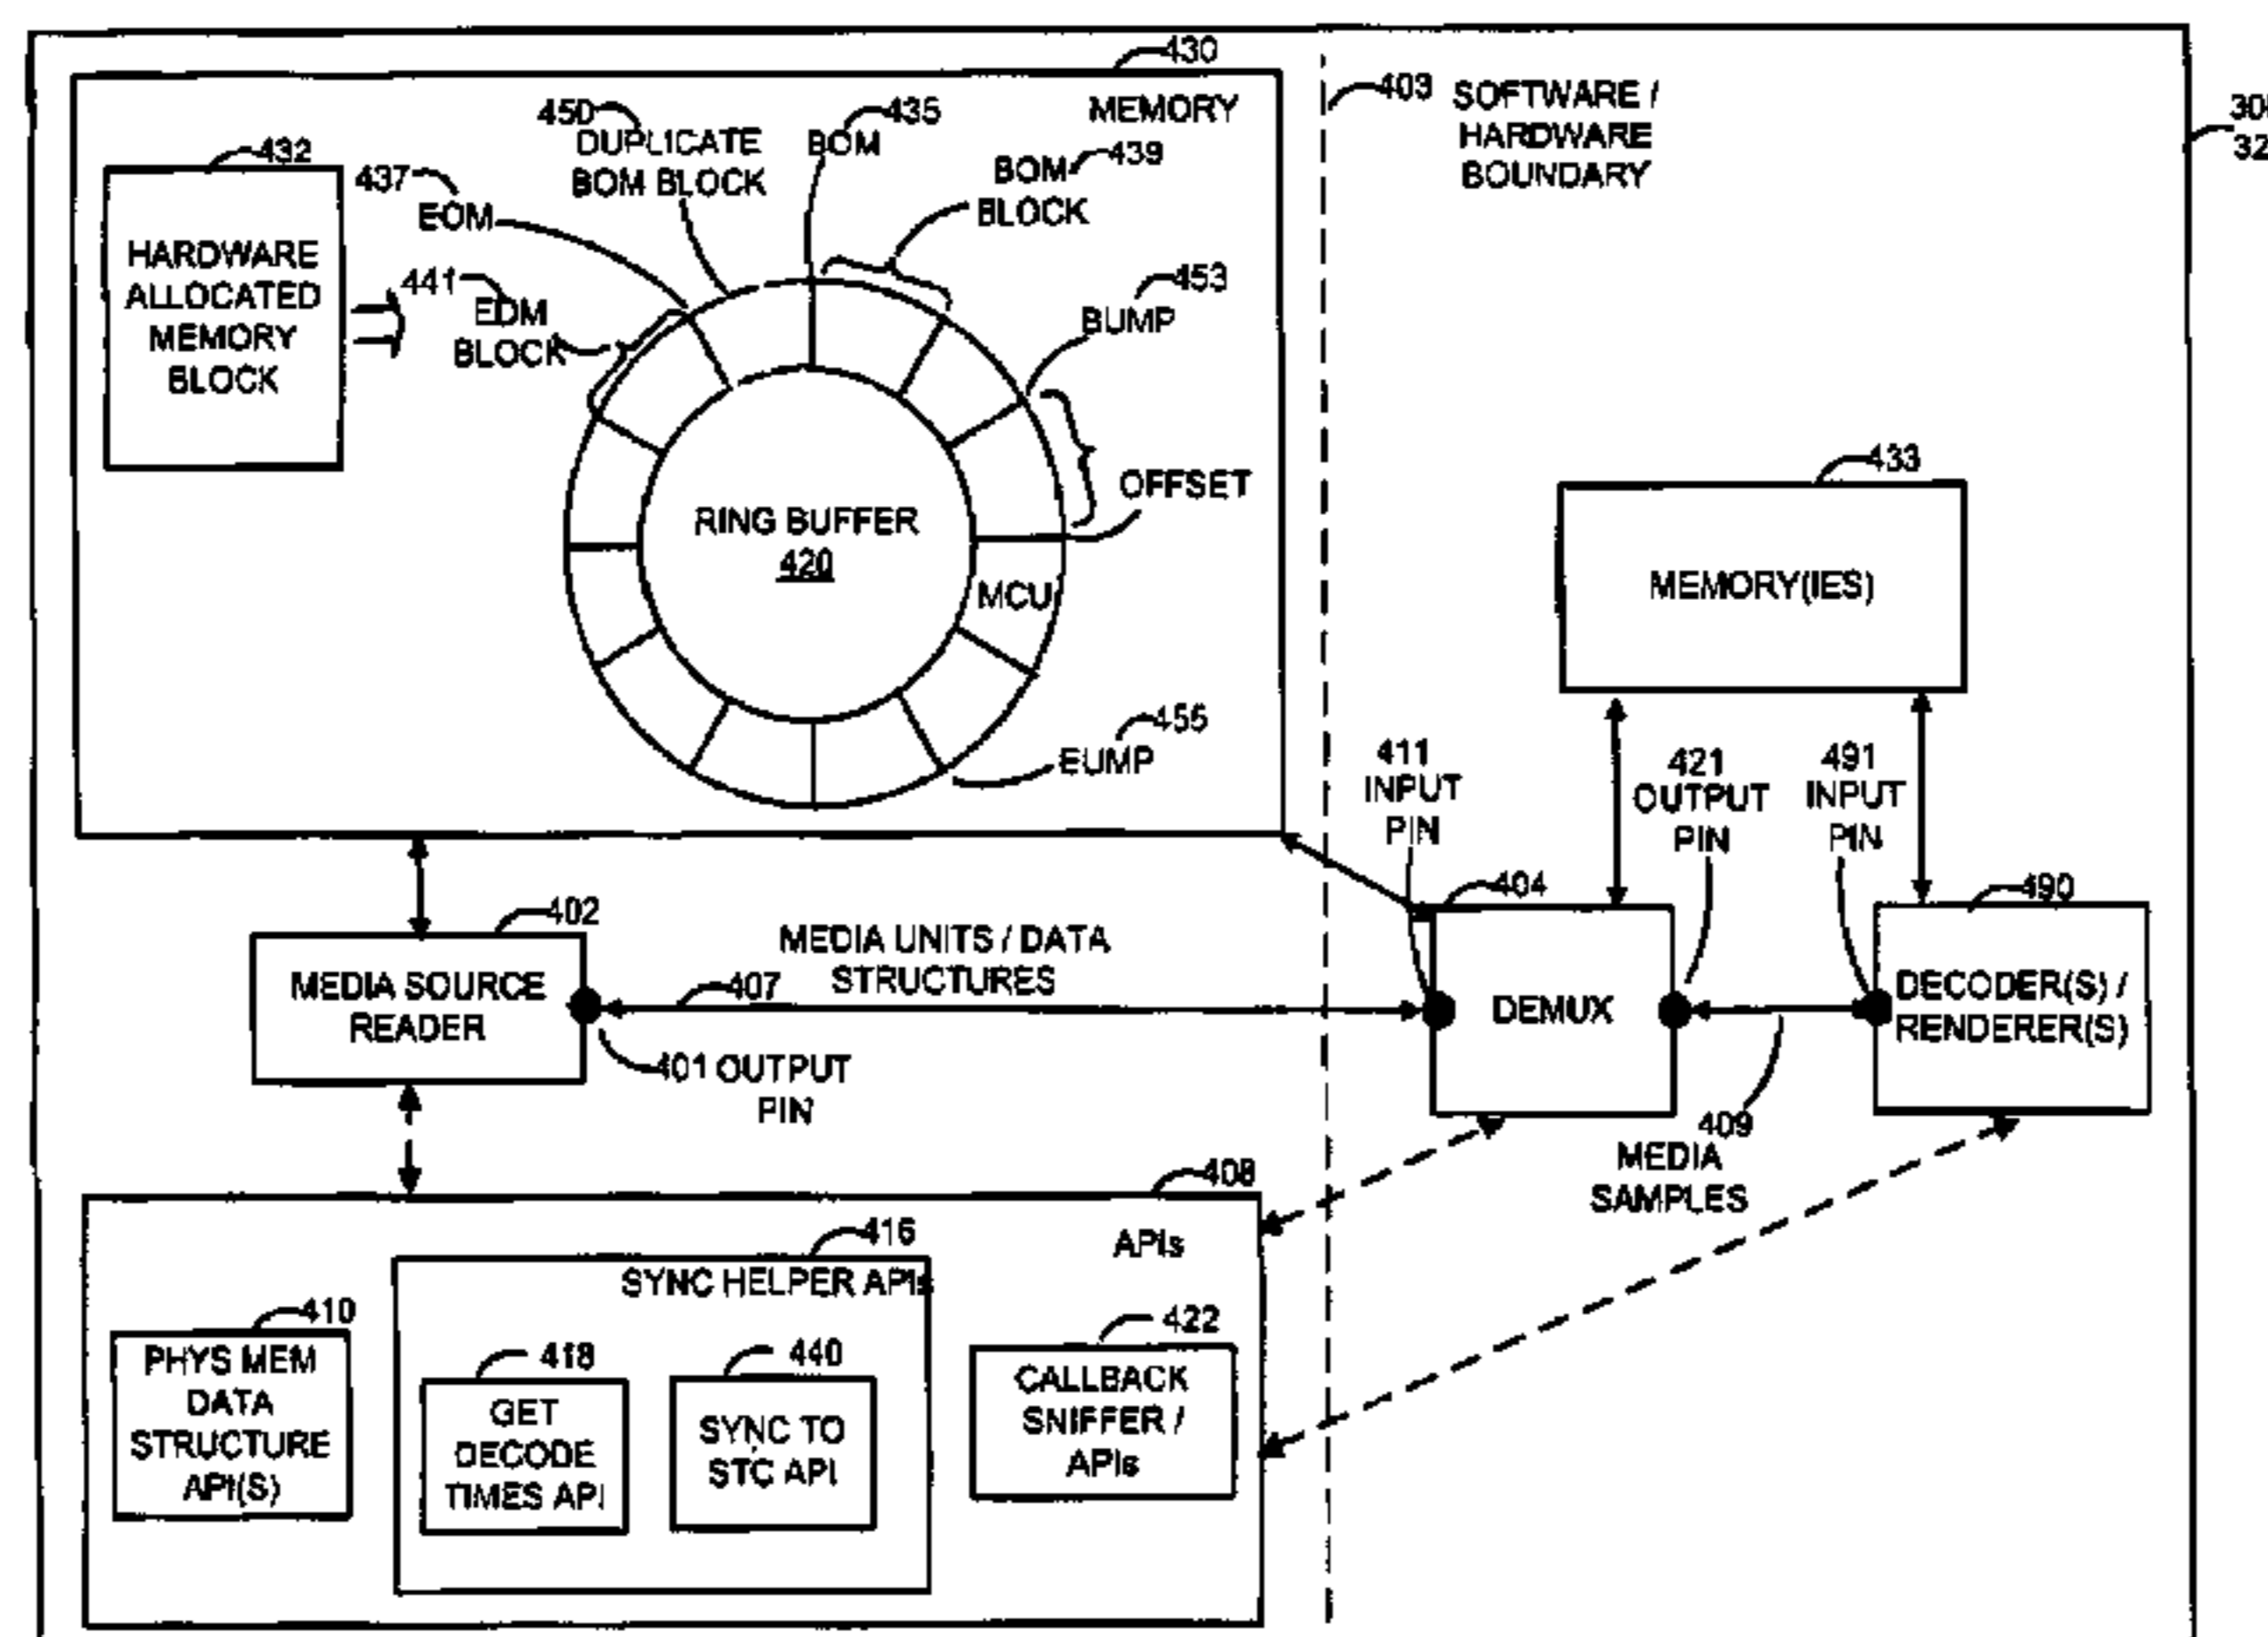 430
MEMORY
432
HARDWARE
ALLOCATED
MEMORY
BLOCK
450
DUPLICATE
BOM BLOCK
435
BOM
BOM 439
BLOCK
437
EOM
441
EDM
BLOCK
453
BUMP
OFFSET
RING BUFFER
420
MCU
455
EUMP
403 SOFTWARE /
HARDWARE
BOUNDARY
433
MEMORY(IES)
411
INPUT
PIN
421
OUTPUT
PIN
491
INPUT
PIN
402
MEDIA SOURCE
READER
MEDIA UNITS / DATA
STRUCTURES
407
401 OUTPUT
PIN
404
DEMUX
490
DECODER(S) /
RENDERER(S)
409
MEDIA
SAMPLES
408
APIs
416
SYNC HELPER APIs
410
PHYS MEM
DATA
STRUCTURE
API(S)
418
GET
DECODE
TIMES API
440
SYNC TO
STC API
422
CALLBACK
SNIFFER /
APIs